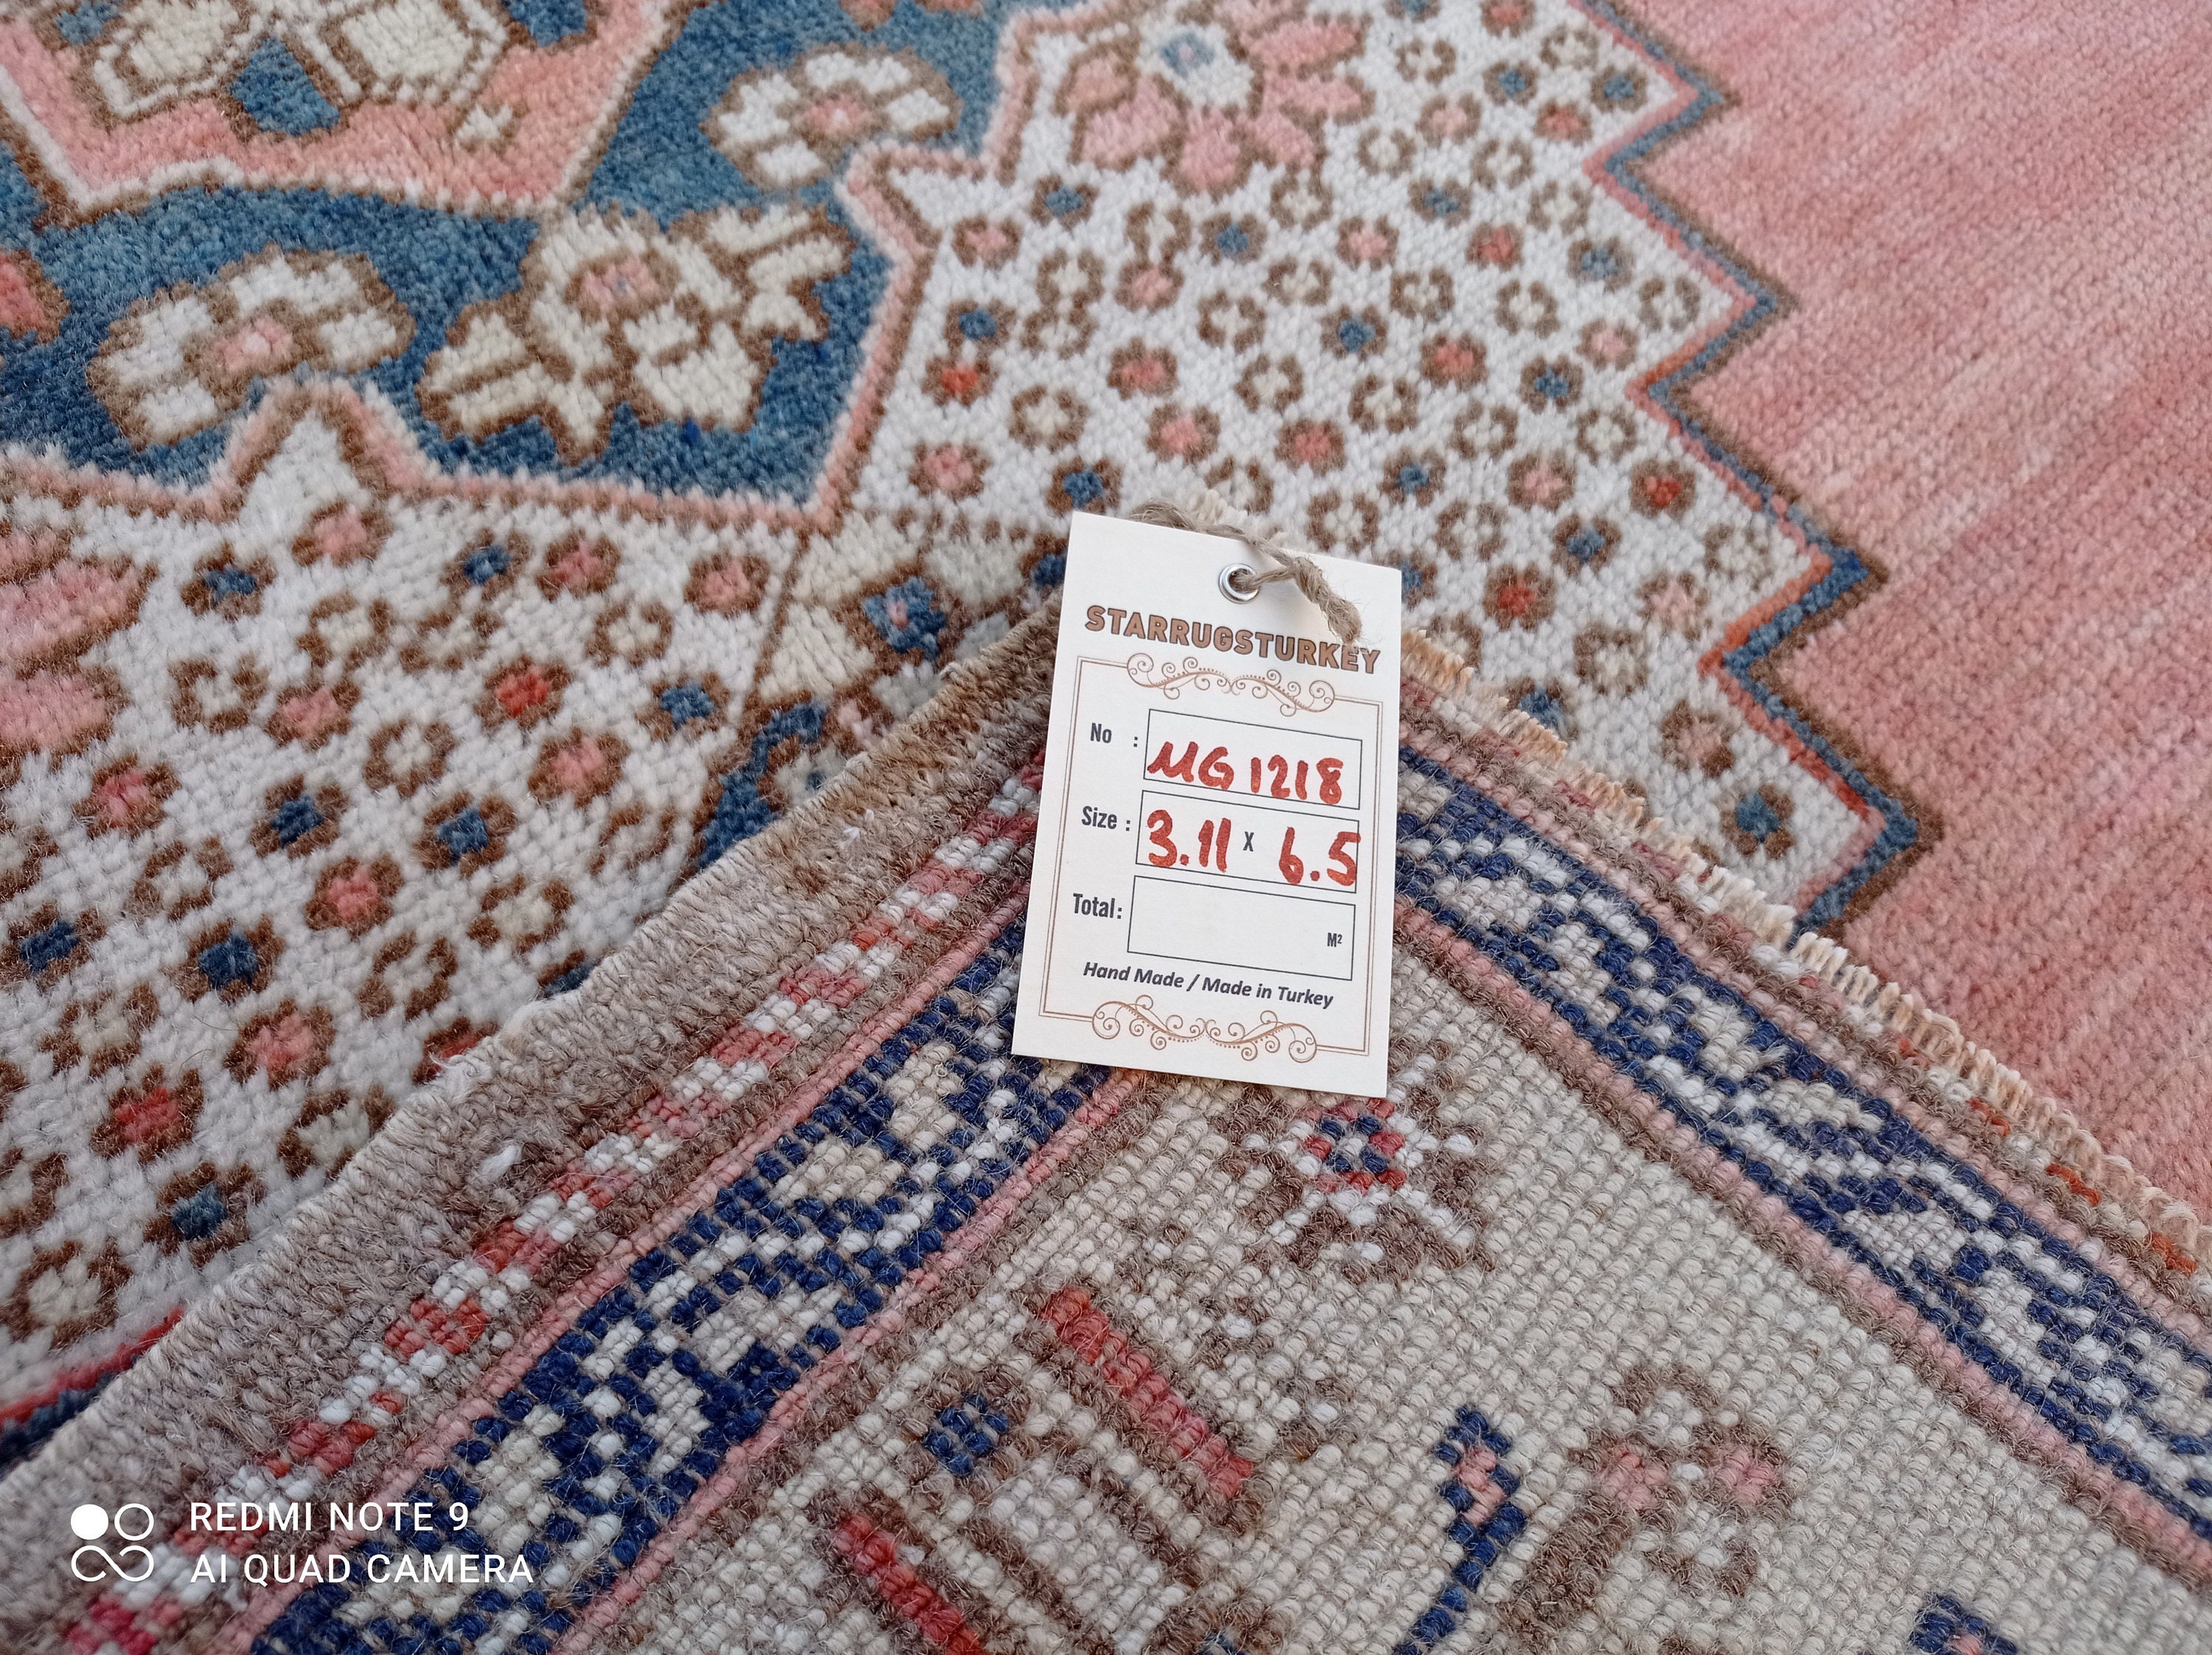 STARRUGSTURKEY
No : MG 1218
Size : 3.11 x 6.5
Total: M²
Hand Made / Made in Turkey
REDMI NOTE 9
AI QUAD CAMERA